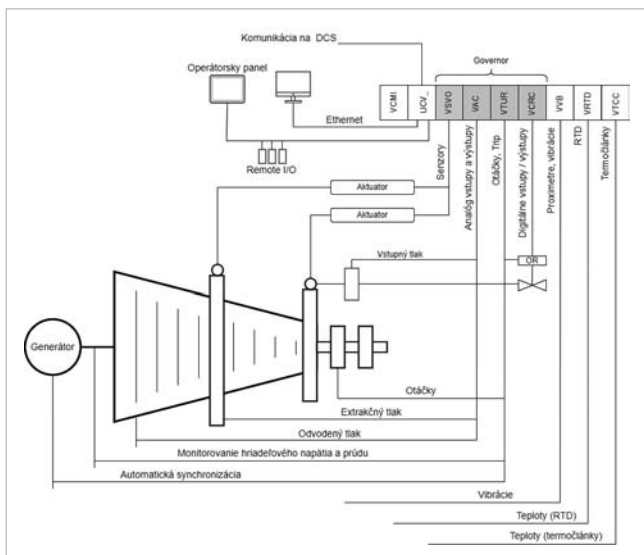 Komunikácia na DCS
Operátorsky panel
Governor
VCMI
UCV_
VSVO
VAC
VTUR
VCRC
VVB
VRTD
VTCC
Ethernet
Remote I/O
Senzory
Analóg vstupy a výstupy
Otáčky, Trip
Digitálne vstupy / výstupy
Proximetre, vibrácie
RTD
Termočlánky
Aktuator
Aktuator
Vstupný tlak
OR
Generátor
Otáčky
Extrakčný tlak
Odvodený tlak
Monitorovanie hriadeľového napätia a prúdu
Automatická synchronizácia
Vibrácie
Teploty (RTD)
Teploty (termočlánky)